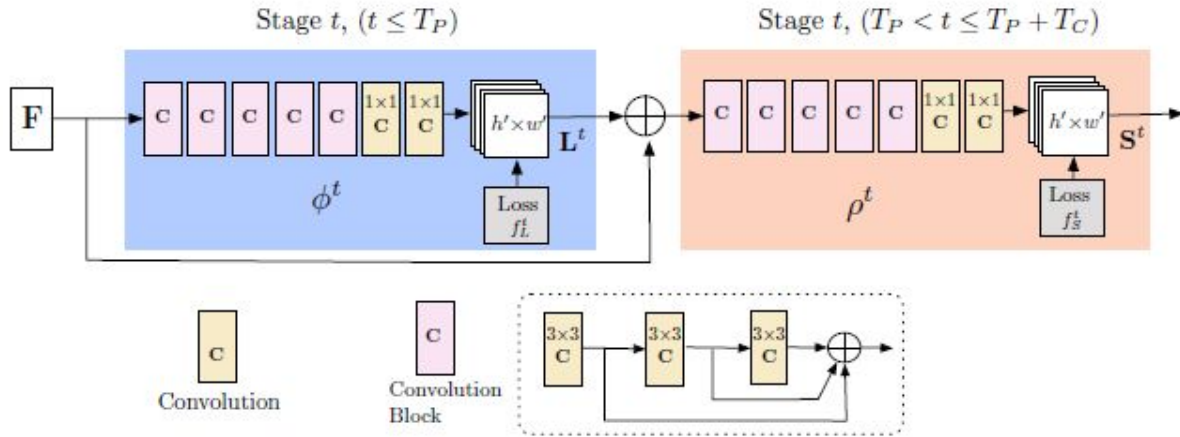 Stage t, (t ≤ T_P)
Stage t, (T_P < t ≤ T_P + T_C)
F
C C C C C 1×1 C 1×1 C
h′×w′
L^t
Loss
f_L^t
ϕ^t
C C C C C 1×1 C 1×1 C
h′×w′
S^t
Loss
f_S^t
ρ^t
C
Convolution
C
Convolution
Block
3×3 C 3×3 C 3×3 C